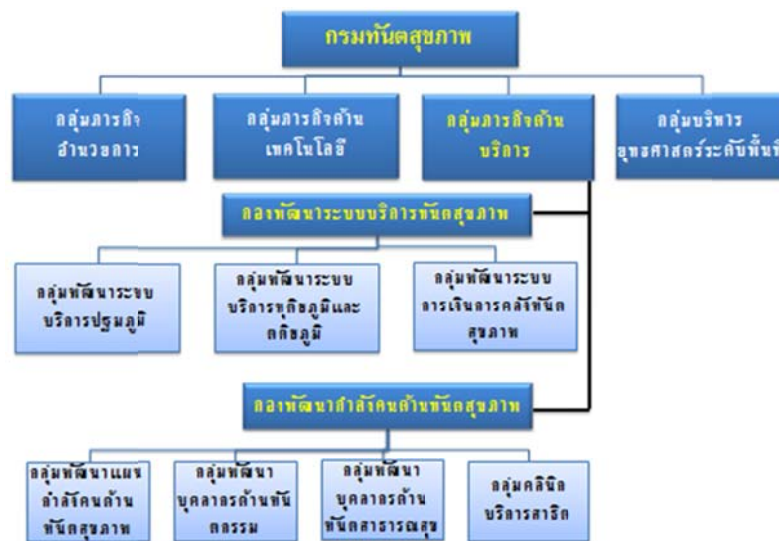 กรมทันตสุขภาพ
กลุ่มภารกิจ
อำนวยการ
กลุ่มภารกิจด้าน
เทคโนโลยี
กลุ่มภารกิจด้าน
บริการ
กลุ่มบริหาร
ยุทธศาสตร์ระดับพื้นที่
กองพัฒนาระบบบริการทันตสุขภาพ
กลุ่มพัฒนาระบบ
บริการปฐมภูมิ
กลุ่มพัฒนาระบบ
บริการทุติยภูมิและ
ตติยภูมิ
กลุ่มพัฒนาระบบ
การเงินการคลังทันต
สุขภาพ
กองพัฒนากำลังคนด้านทันตสุขภาพ
กลุ่มพัฒนาแผน
กำลังคนด้าน
ทันตสุขภาพ
กลุ่มพัฒนา
บุคลากรด้านทันต
ตกรรม
กลุ่มพัฒนา
บุคลากรด้าน
ทันตสาธารณสุข
กลุ่มคลินิก
บริการสาธิต